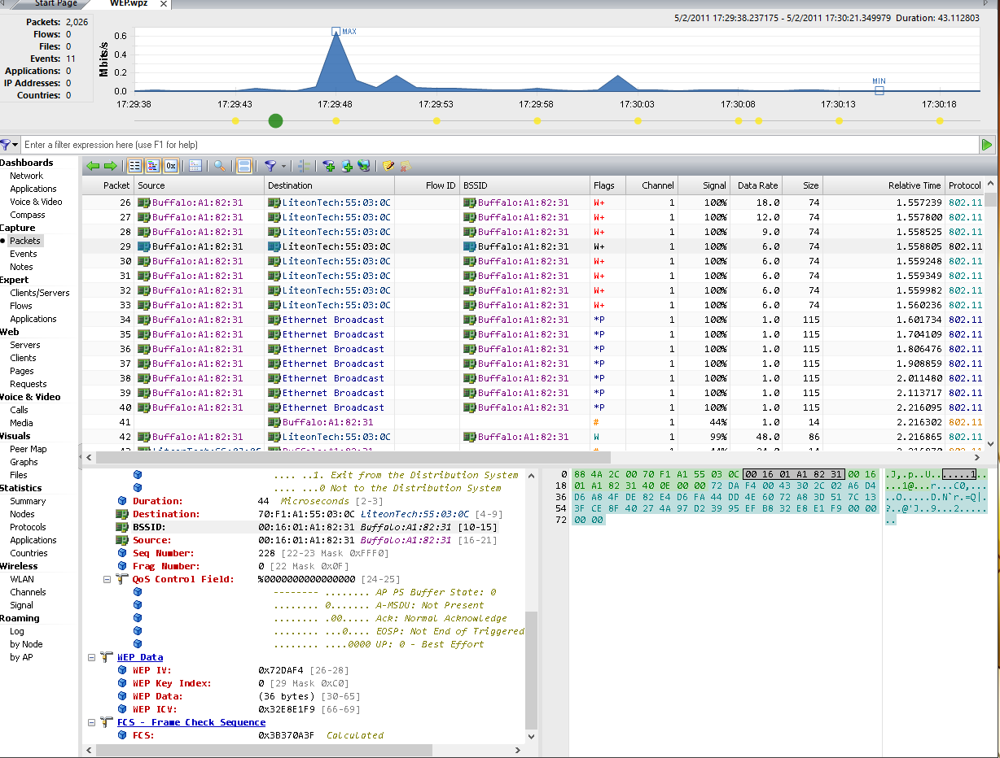 Start Page WEP.wpz
Packets: 2,026
Flows: 0
Files: 0
Events: 11
Applications: 0
IP Addresses: 0
Countries: 0
5/2/2011 17:29:38.237175 - 5/2/2011 17:30:21.349979 Duration: 43.112803
Mbits/s
0.6
0.4
0.2
0.0
MAX
MIN
17:29:38 17:29:43 17:29:48 17:29:53 17:29:58 17:30:03 17:30:08 17:30:13 17:30:18
Enter a filter expression here (use F1 for help)
Dashboards
Network
Applications
Voice & Video
Compass
Capture
Packets
Events
Notes
Expert
Clients/Servers
Flows
Applications
Web
Servers
Clients
Pages
Requests
Voice & Video
Calls
Media
Visuals
Peer Map
Graphs
Files
Statistics
Summary
Nodes
Protocols
Applications
Countries
Wireless
WLAN
Channels
Signal
Roaming
Log
by Node
by AP
0x
Packet Source Destination Flow ID BSSID Flags Channel Signal Data Rate Size Relative Time Protocol
26 Buffalo:A1:82:31 LiteonTech:55:03:0C Buffalo:A1:82:31 W+ 1 100% 18.0 74 1.557239 802.11
27 Buffalo:A1:82:31 LiteonTech:55:03:0C Buffalo:A1:82:31 W+ 1 100% 12.0 74 1.557800 802.11
28 Buffalo:A1:82:31 LiteonTech:55:03:0C Buffalo:A1:82:31 W+ 1 100% 9.0 74 1.558525 802.11
29 Buffalo:A1:82:31 LiteonTech:55:03:0C Buffalo:A1:82:31 W+ 1 100% 6.0 74 1.558805 802.11
30 Buffalo:A1:82:31 LiteonTech:55:03:0C Buffalo:A1:82:31 W+ 1 100% 6.0 74 1.559248 802.11
31 Buffalo:A1:82:31 LiteonTech:55:03:0C Buffalo:A1:82:31 W+ 1 100% 6.0 74 1.559349 802.11
32 Buffalo:A1:82:31 LiteonTech:55:03:0C Buffalo:A1:82:31 W+ 1 100% 6.0 74 1.559982 802.11
33 Buffalo:A1:82:31 LiteonTech:55:03:0C Buffalo:A1:82:31 W+ 1 100% 6.0 74 1.560236 802.11
34 Buffalo:A1:82:31 Ethernet Broadcast Buffalo:A1:82:31 *P 1 100% 1.0 115 1.601734 802.11
35 Buffalo:A1:82:31 Ethernet Broadcast Buffalo:A1:82:31 *P 1 100% 1.0 115 1.704109 802.11
36 Buffalo:A1:82:31 Ethernet Broadcast Buffalo:A1:82:31 *P 1 100% 1.0 115 1.806476 802.11
37 Buffalo:A1:82:31 Ethernet Broadcast Buffalo:A1:82:31 *P 1 100% 1.0 115 1.908859 802.11
38 Buffalo:A1:82:31 Ethernet Broadcast Buffalo:A1:82:31 *P 1 100% 1.0 115 2.011480 802.11
39 Buffalo:A1:82:31 Ethernet Broadcast Buffalo:A1:82:31 *P 1 100% 1.0 115 2.113717 802.11
40 Buffalo:A1:82:31 Ethernet Broadcast Buffalo:A1:82:31 *P 1 100% 1.0 115 2.216095 802.11
41 Buffalo:A1:82:31 # 1 44% 1.0 14 2.216302 802.11
42 Buffalo:A1:82:31 LiteonTech:55:03:0C Buffalo:A1:82:31 W 1 99% 48.0 86 2.216865 802.11
.... ..1. Exit from the Distribution System
.... ...0 Not to the Distribution System
Duration: 44 Microseconds [2-3]
Destination: 70:F1:A1:55:03:0C LiteonTech:55:03:0C [4-9]
BSSID: 00:16:01:A1:82:31 Buffalo:A1:82:31 [10-15]
Source: 00:16:01:A1:82:31 Buffalo:A1:82:31 [16-21]
Seq Number: 228 [22-23 Mask 0xFFF0]
Frag Number: 0 [22 Mask 0x0F]
QoS Control Field: %0000000000000000 [24-25]
-------- ........ AP PS Buffer State: 0
........ 0....... A-MSDU: Not Present
........ .00..... Ack: Normal Acknowledge
........ ...0.... EOSP: Not End of Triggered
........ ....0000 UP: 0 - Best Effort
WEP Data
WEP IV: 0x72DAF4 [26-28]
WEP Key Index: 0 [29 Mask 0xC0]
WEP Data: (36 bytes) [30-65]
WEP ICV: 0x32E8E1F9 [66-69]
FCS - Frame Check Sequence
FCS: 0x3B370A3F Calculated
0 88 4A 2C 00 70 F1 A1 55 03 0C 00 16 01 A1 82 31 00 16 .J,.p..U.......1..
18 01 A1 82 31 40 0E 00 00 72 DA F4 00 43 30 2C 02 A6 D4 ...1@...r...C0,...
36 D6 A8 4F DE 82 E4 D6 FA 44 DD 4E 60 72 A8 3D 51 7C 13 ..O.....D.N`r.=Q|.
54 3F CE 8F 40 27 4A 97 D2 39 95 EF B8 32 E8 E1 F9 00 00 ?..@'J..9...2.....
72 00 00 ..